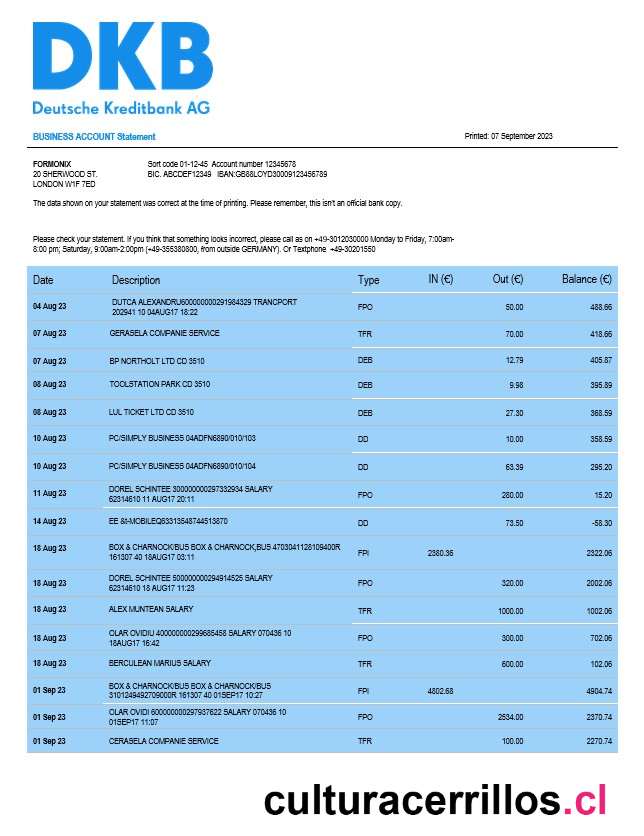 DKB
Deutsche Kreditbank AG
BUSINESS ACCOUNT Statement Printed: 07 September 2023
FORMONIX Sort code 01-12-45 Account number 12345678
20 SHERWOOD ST. BIC. ABCDEF12349 IBAN:GB88LOYD30009123456789
LONDON W1F 7ED
The data shown on your statement was correct at the time of printing. Please remember, this isn't an official bank copy.
Please check your statement. If you think that something looks incorrect, please call as on +49-3012030000 Monday to Friday, 7:00am-
8:00 pm; Saturday, 9:00am-2:00pm (+49-355380800, from outside GERMANY). Or Textphone +49-30201550
Date Description Type IN (€) Out (€) Balance (€)
04 Aug 23 DUTCA ALEXANDRU600000000291984329 TRANCPORT FPO 50.00 488.66
202941 10 04AUG17 18:22
07 Aug 23 GERASELA COMPANIE SERVICE TFR 70.00 418.66
07 Aug 23 BP NORTHOLT LTD CD 3510 DEB 12.79 405.87
08 Aug 23 TOOLSTATION PARK CD 3510 DEB 9.98 395.89
08 Aug 23 LUL TICKET LTD CD 3510 DEB 27.30 368.59
10 Aug 23 PC/SIMPLY BUSINESS 04ADFN6890/010/103 DD 10.00 358.59
10 Aug 23 PC/SIMPLY BUSINESS 04ADFN6890/010/104 DD 63.39 295.20
11 Aug 23 DOREL SCHINTEE 300000000297332934 SALARY FPO 280.00 15.20
62314610 11 AUG17 20:11
14 Aug 23 EE &t-MOBILEQ63313548744513870 DD 73.50 -58.30
18 Aug 23 BOX & CHARNOCK/BUS BOX & CHARNOCK,BUS 4703041128109400R FPI 2380.36 2322.06
161307 40 18AUG17 03:11
18 Aug 23 DOREL SCHINTEE 500000000294914525 SALARY FPO 320.00 2002.06
62314610 18 AUG17 11:23
18 Aug 23 ALEX MUNTEAN SALARY TFR 1000.00 1002.06
18 Aug 23 OLAR OVIDIU 400000000299685458 SALARY 070436 10 FPO 300.00 702.06
18AUG17 16:42
18 Aug 23 BERCULEAN MARIUS SALARY TFR 600.00 102.06
01 Sep 23 BOX & CHARNOCK/BUS BOX & CHARNOCK/BUS FPI 4802.68 4904.74
3101249492709000R 161307 40 01SEP17 10:27
01 Sep 23 OLAR OVIDI 600000000297937622 SALARY 070436 10 FPO 2534.00 2370.74
01SEP17 11:07
01 Sep 23 CERASELA COMPANIE SERVICE TFR 100.00 2270.74
culturacerrillos.cl